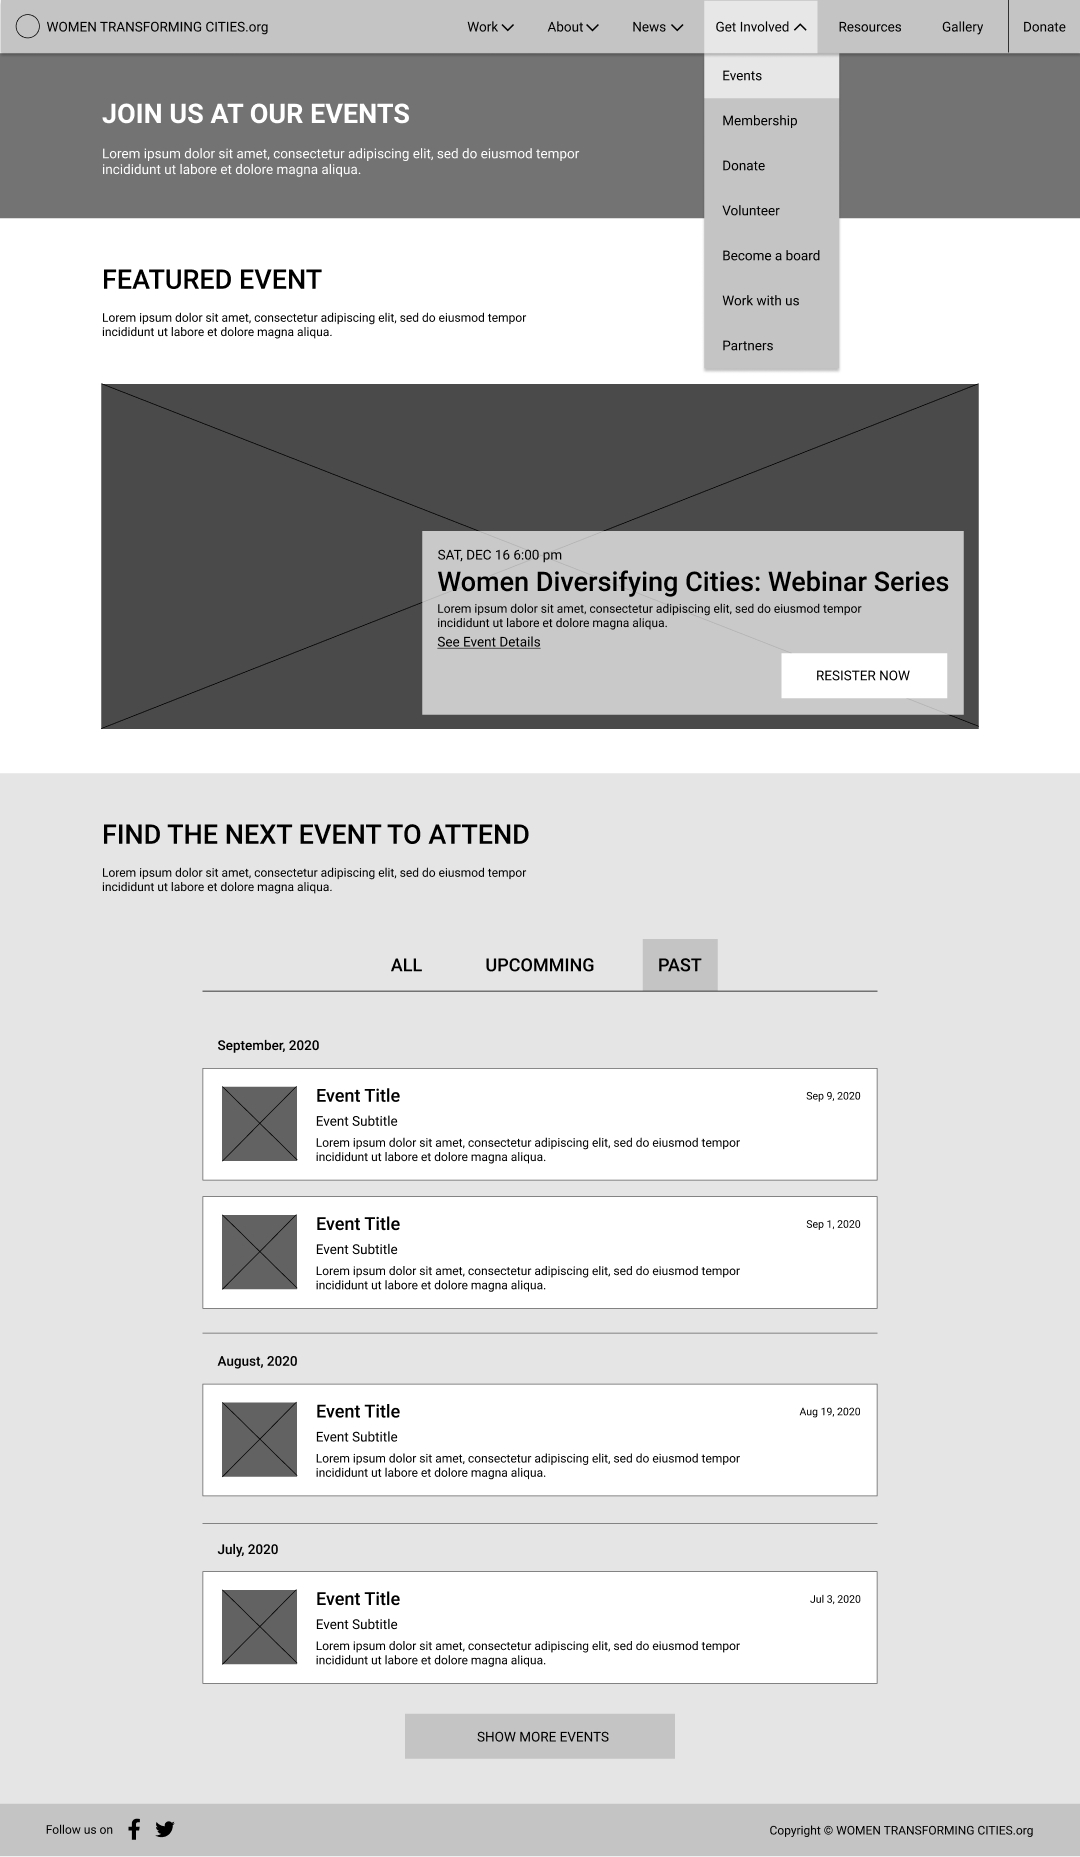 WOMEN TRANSFORMING CITIES.org
Work
About
News
Get Involved
Resources
Gallery
Donate
Events
Membership
Donate
Volunteer
Become a board
Work with us
Partners
JOIN US AT OUR EVENTS
Lorem ipsum dolor sit amet, consectetur adipiscing elit, sed do eiusmod tempor
incididunt ut labore et dolore magna aliqua.
FEATURED EVENT
Lorem ipsum dolor sit amet, consectetur adipiscing elit, sed do eiusmod tempor
incididunt ut labore et dolore magna aliqua.
SAT, DEC 16 6:00 pm
Women Diversifying Cities: Webinar Series
Lorem ipsum dolor sit amet, consectetur adipiscing elit, sed do eiusmod tempor
incididunt ut labore et dolore magna aliqua.
See Event Details
RESISTER NOW
FIND THE NEXT EVENT TO ATTEND
Lorem ipsum dolor sit amet, consectetur adipiscing elit, sed do eiusmod tempor
incididunt ut labore et dolore magna aliqua.
ALL
UPCOMMING
PAST
September, 2020
Event Title
Sep 9, 2020
Event Subtitle
Lorem ipsum dolor sit amet, consectetur adipiscing elit, sed do eiusmod tempor
incididunt ut labore et dolore magna aliqua.
Event Title
Sep 1, 2020
Event Subtitle
Lorem ipsum dolor sit amet, consectetur adipiscing elit, sed do eiusmod tempor
incididunt ut labore et dolore magna aliqua.
August, 2020
Event Title
Aug 19, 2020
Event Subtitle
Lorem ipsum dolor sit amet, consectetur adipiscing elit, sed do eiusmod tempor
incididunt ut labore et dolore magna aliqua.
July, 2020
Event Title
Jul 3, 2020
Event Subtitle
Lorem ipsum dolor sit amet, consectetur adipiscing elit, sed do eiusmod tempor
incididunt ut labore et dolore magna aliqua.
SHOW MORE EVENTS
Follow us on
Copyright © WOMEN TRANSFORMING CITIES.org